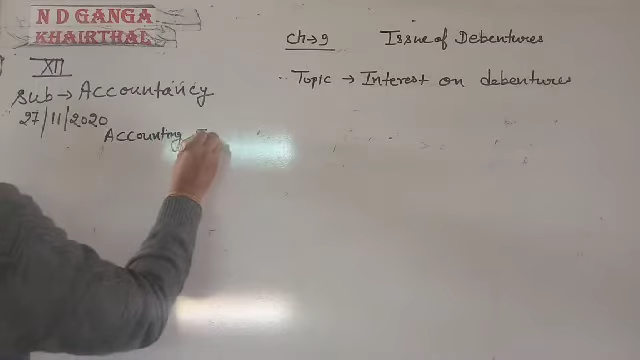 N D GANGA
KHAIRTHAL
XII
Sub → Accountancy
27/11/2020
Ch → 9 Issue of Debentures
Topic → Interest on debentures
Accounting